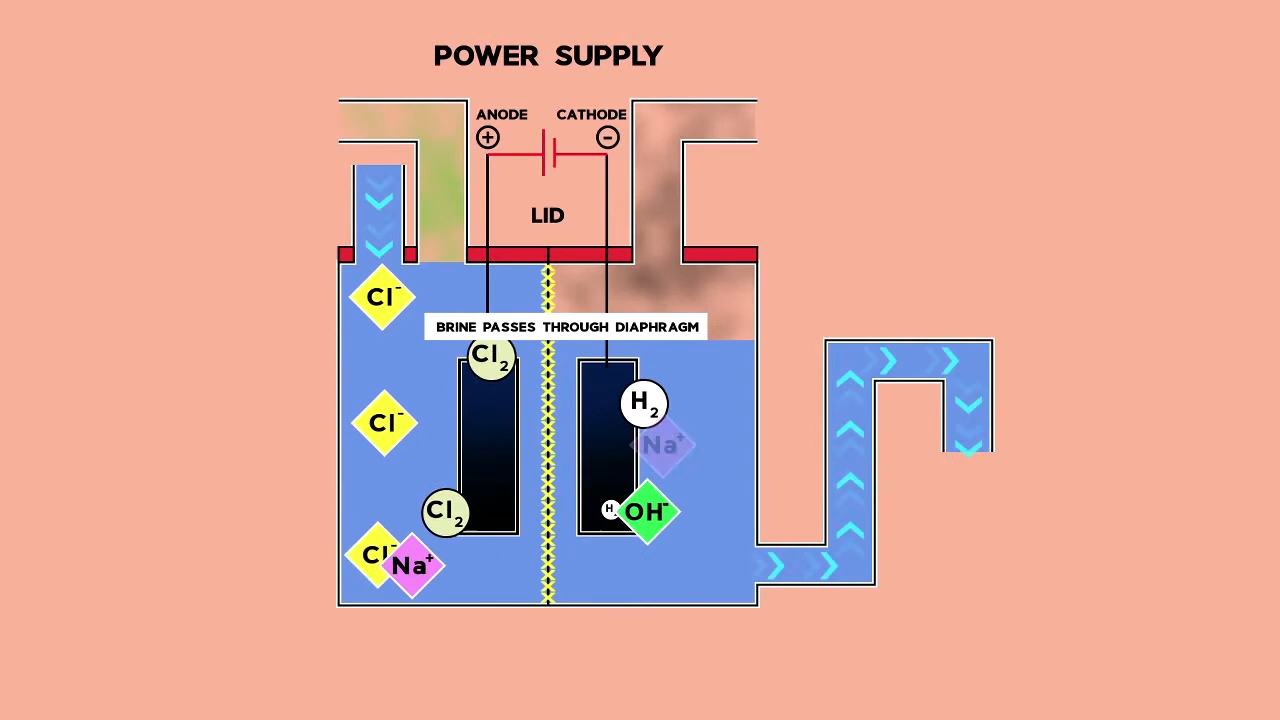 POWER SUPPLY
ANODE CATHODE
+ −
LID
Cl⁻
BRINE PASSES THROUGH DIAPHRAGM
Cl₂
H₂
Cl⁻
Na⁺
Cl₂
H₂
OH⁻
Cl⁻
Na⁺